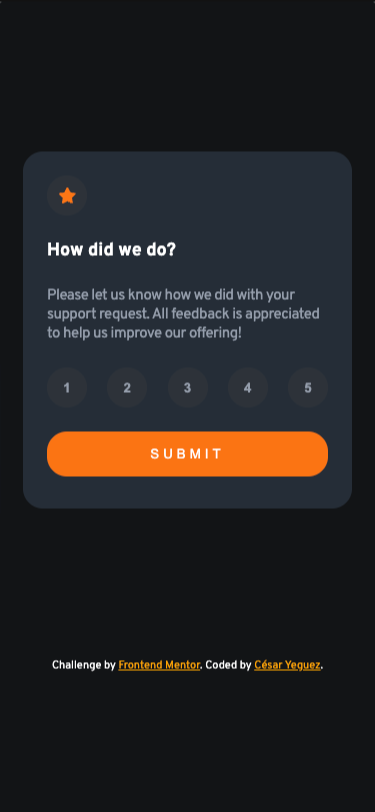 How did we do?
Please let us know how we did with your
support request. All feedback is appreciated
to help us improve our offering!
1 2 3 4 5
SUBMIT
Challenge by Frontend Mentor. Coded by César Yeguez.